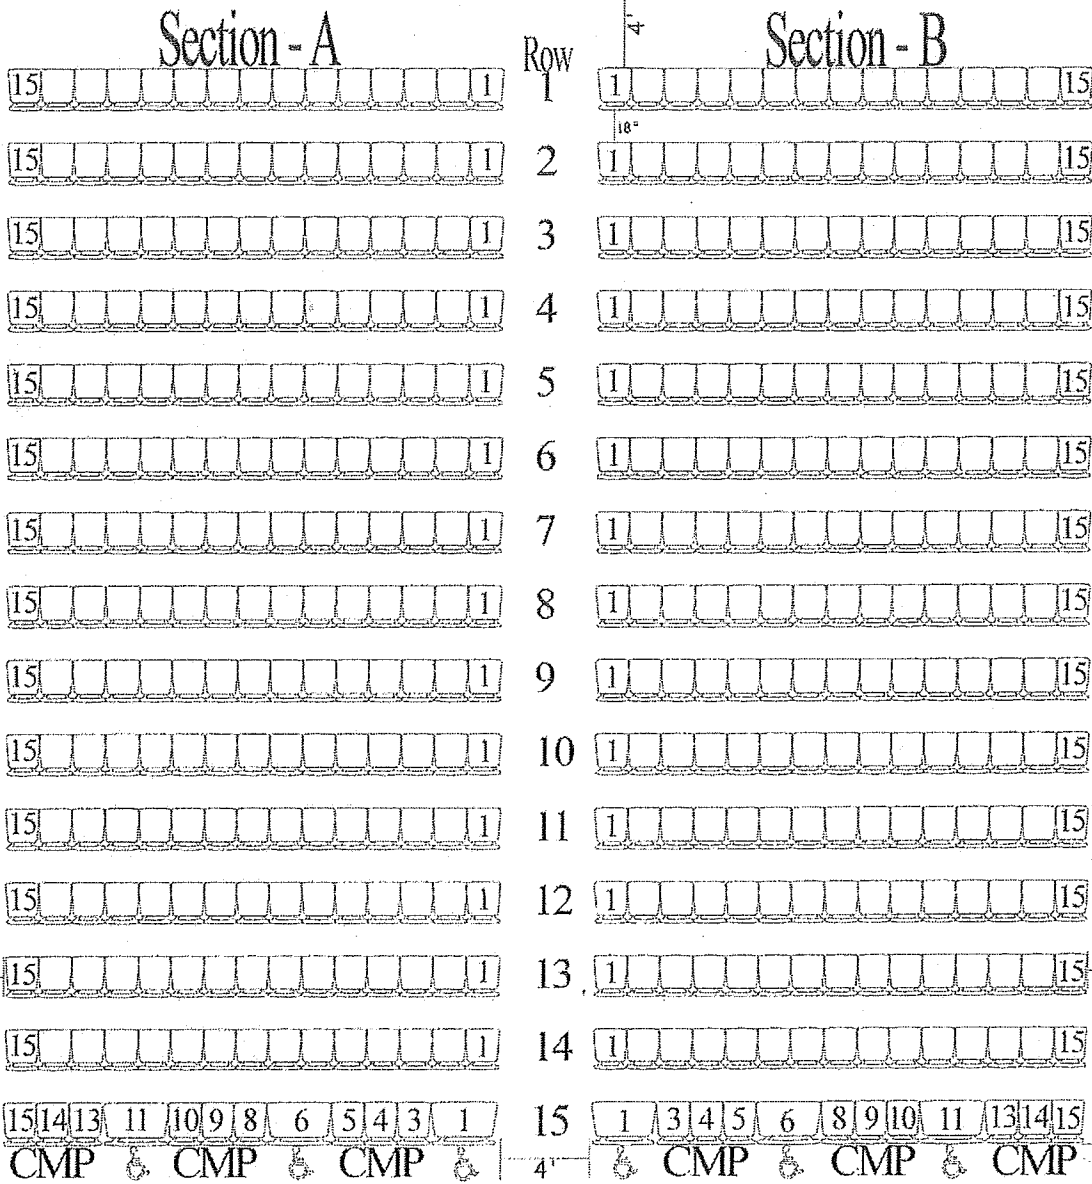 4'
Section - A Row Section - B
15 1 1 1 15
18"
15 1 2 1 15
15 1 3 1 15
15 1 4 1 15
15 1 5 1 15
15 1 6 1 15
15 1 7 1 15
15 1 8 1 15
15 1 9 1 15
15 1 10 1 15
15 1 11 1 15
15 1 12 1 15
15 1 13 1 15
15 1 14 1 15
15 14 13 11 10 9 8 6 5 4 3 1 15 1 3 4 5 6 8 9 10 11 13 14 15
CMP CMP CMP 4' CMP CMP CMP